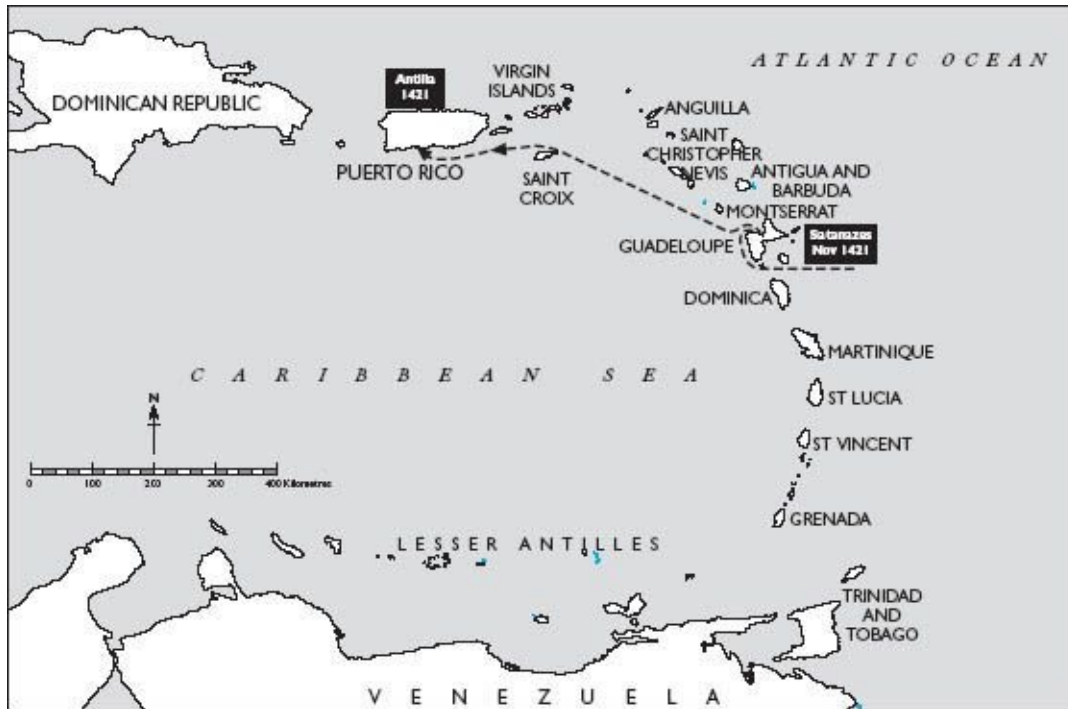 ATLANTIC OCEAN
Antilia
1421
VIRGIN
ISLANDS
DOMINICAN REPUBLIC
ANGUILLA
SAINT
CHRISTOPHER
NEVIS
PUERTO RICO
SAINT
CROIX
ANTIGUA AND
BARBUDA
MONTSERRAT
Satanazes
Nov 1421
GUADELOUPE
DOMINICA
MARTINIQUE
CARIBBEAN SEA
ST LUCIA
N
ST VINCENT
0 100 200 300 400 Kilometres
GRENADA
LESSER ANTILLES
TRINIDAD
AND
TOBAGO
VENEZUELA